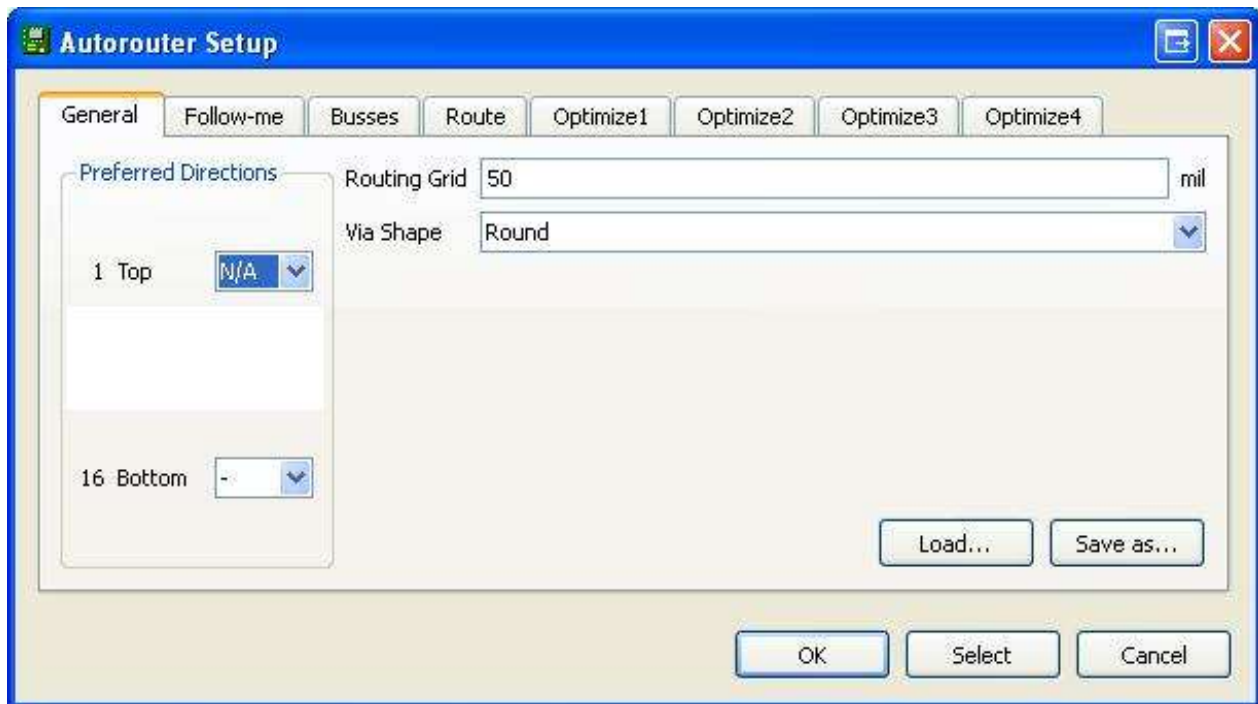 Autorouter Setup
General Follow-me Busses Route Optimize1 Optimize2 Optimize3 Optimize4
Preferred Directions
Routing Grid 50 mil
Via Shape Round
1 Top N/A
16 Bottom -
Load... Save as...
OK Select Cancel